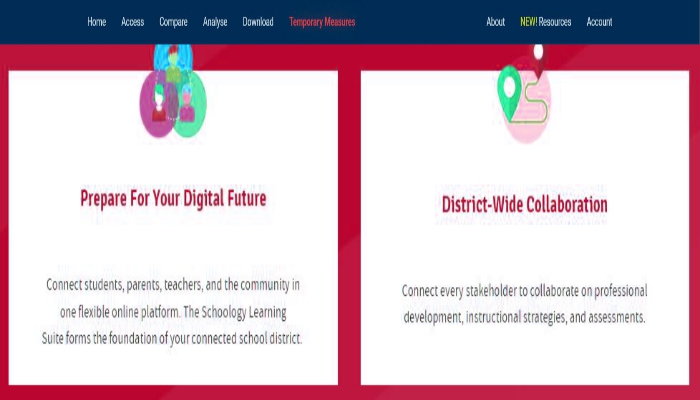 Home Access Compare Analyse Download Temporary Measures About NEW! Resources Account
Prepare For Your Digital Future
Connect students, parents, teachers, and the community in
one flexible online platform. The Schoology Learning
Suite forms the foundation of your connected school district.
District-Wide Collaboration
Connect every stakeholder to collaborate on professional
development, instructional strategies, and assessments.